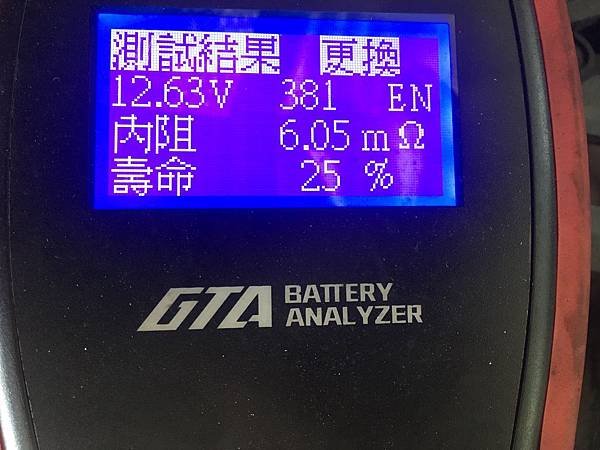 測試結果 更換
12.63V 381 EN
內阻 6.05 mΩ
壽命 25 %
GTA BATTERY
ANALYZER